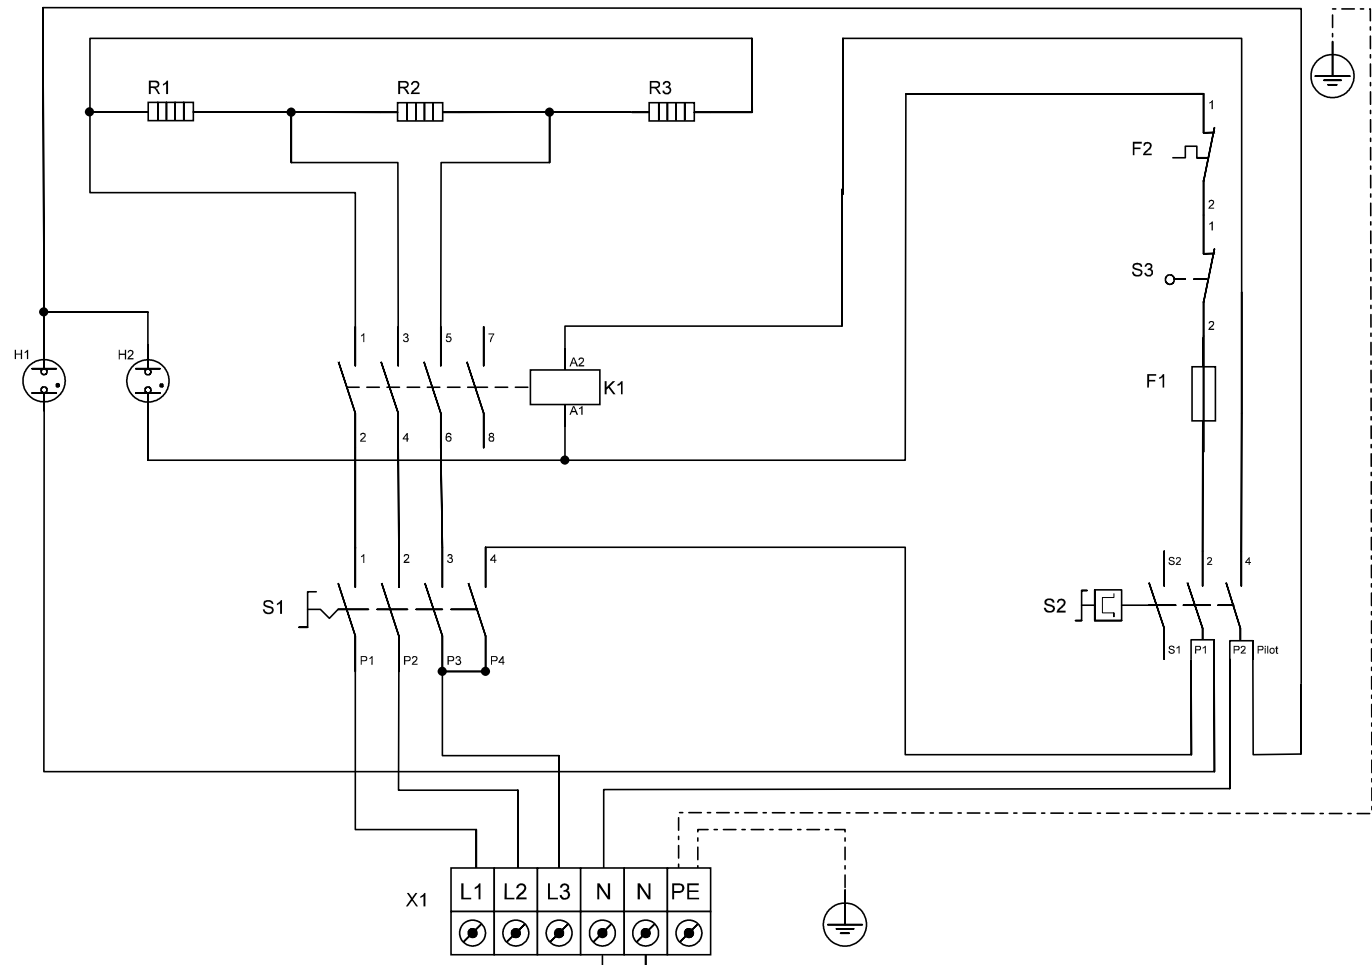 R1 R2 R3
1
F2
2
1
S3
2
1 3 5 7
H1 H2
A2
K1
A1
F1
2 4 6 8
1 2 3 4
S2 2 4
S1
S2
P1 P2 P3 P4
S1 P1 P2 Pilot
X1 L1 L2 L3 N N PE